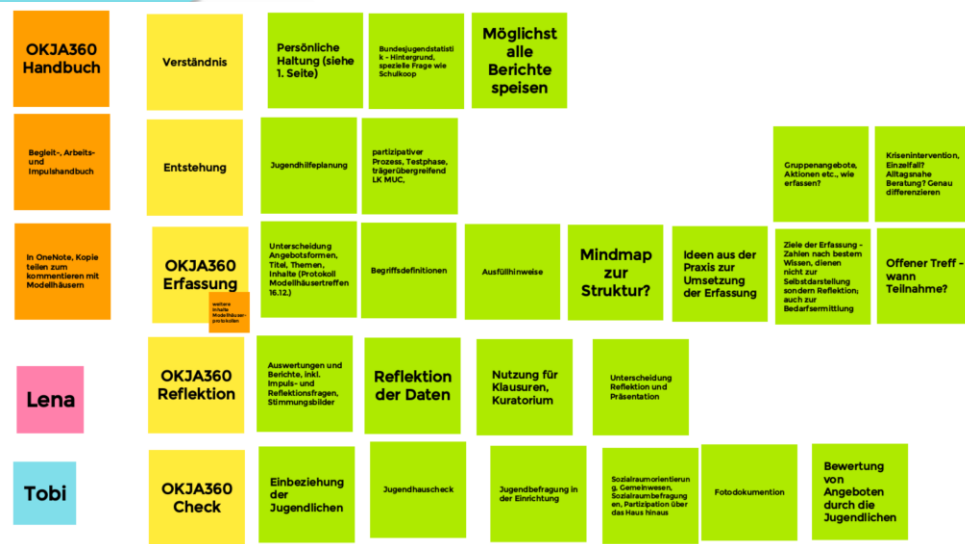 OKJA360
Handbuch
Verständnis
Persönliche
Haltung (siehe
1. Seite)
Bundesjugendstatisti
k - Hintergrund,
spezielle Frage wie
Schulkoop
Möglichst
alle
Berichte
speisen
Begleit-, Arbeits-
und
Impulshandbuch
Entstehung
Jugendhilfeplanung
partizipativer
Prozess, Testphase,
trägerübergreifend
LK MUC,
Gruppenangebote,
Aktionen etc., wie
erfassen?
Krisenintervention,
Einzelfall?
Alltagsnahe
Beratung? Genau
differenzieren
In OneNote, Kopie
teilen zum
kommentieren mit
Modellhäusern
OKJA360
Erfassung
weitere
Inhalte
Modellhäuser-
protokollen
Unterscheidung
Angebotsformen,
Titel, Themen,
Inhalte (Protokoll
Modellhäusertreffen
16.12.)
Begriffsdefinitionen
Ausfüllhinweise
Mindmap
zur
Struktur?
Ideen aus der
Praxis zur
Umsetzung
der Erfassung
Ziele der Erfassung -
Zahlen nach bestem
Wissen, dienen
nicht zur
Selbstdarstellung
sondern Reflektion;
auch zur
Bedarfsermittlung
Offener Treff -
wann
Teilnahme?
Lena
OKJA360
Reflektion
Auswertungen und
Berichte, inkl.
Impuls- und
Reflektionsfragen,
Stimmungsbilder
Reflektion
der Daten
Nutzung für
Klausuren,
Kuratorium
Unterscheidung
Reflektion und
Präsentation
Tobi
OKJA360
Check
Einbeziehung
der
Jugendlichen
Jugendhauscheck
Jugendbefragung in
der Einrichtung
Sozialraumorientierun
g, Gemeinwesen,
Sozialraumbefragung
en, Partizipation über
das Haus hinaus
Fotodokumention
Bewertung
von
Angeboten
durch die
Jugendlichen